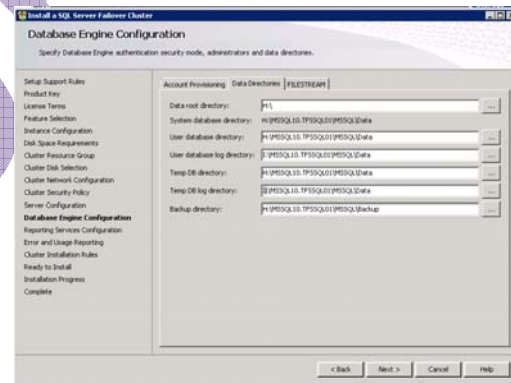 Install a SQL Server Failover Cluster
Database Engine Configuration
Specify Database Engine authentication security mode, administrators and data directories.
Setup Support Rules
Product Key
License Terms
Feature Selection
Instance Configuration
Disk Space Requirements
Cluster Resource Group
Cluster Disk Selection
Cluster Network Configuration
Cluster Security Policy
Server Configuration
Database Engine Configuration
Reporting Services Configuration
Error and Usage Reporting
Cluster Installation Rules
Ready to Install
Installation Progress
Complete
Account Provisioning Data Directories FILESTREAM
Data root directory: H:\ ...
System database directory: H:\MSSQL10.TPSSQL01\MSSQL\Data
User database directory: H:\MSSQL10.TPSSQL01\MSSQL\Data ...
User database log directory: I:\MSSQL10.TPSSQL01\MSSQL\Data ...
Temp DB directory: H:\MSSQL10.TPSSQL01\MSSQL\Data ...
Temp DB log directory: I:\MSSQL10.TPSSQL01\MSSQL\Data ...
Backup directory: H:\MSSQL10.TPSSQL01\MSSQL\Backup ...
< Back Next > Cancel Help